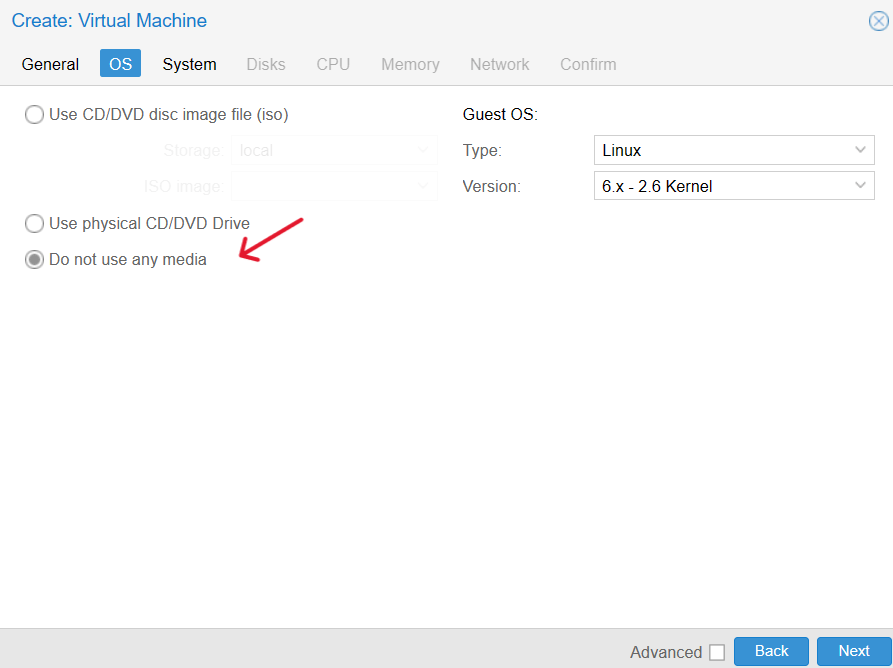 Create: Virtual Machine
General OS System Disks CPU Memory Network Confirm
Use CD/DVD disc image file (iso)
Storage: local
ISO image:
Use physical CD/DVD Drive
Do not use any media
Guest OS:
Type: Linux
Version: 6.x - 2.6 Kernel
Advanced Back Next